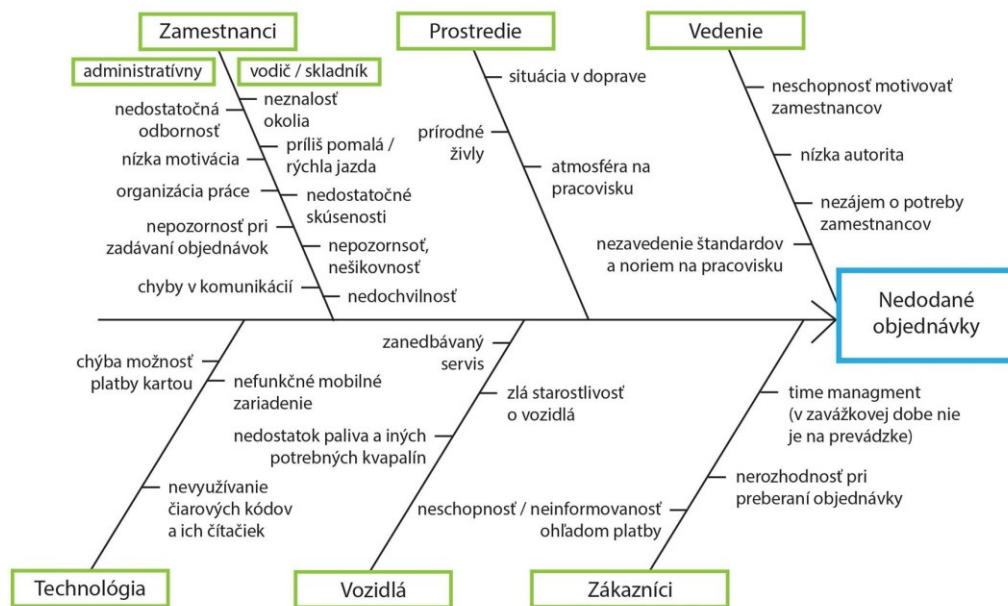 Zamestnanci
administratívny
vodič / skladník
nedostatočná
odbornosť
nízka motivácia
organizácia práce
nepozornosť pri
zadávaní objednávok
chyby v komunikácií
neznalosť
okolia
príliš pomalá /
rýchla jazda
nedostatočné
skúsenosti
nepozornsoť,
nešikovnosť
nedochvilnosť
Prostredie
situácia v doprave
prírodné
živly
atmosféra na
pracovisku
Vedenie
neschopnosť motivovať
zamestnancov
nízka autorita
nezájem o potreby
zamestnancov
nezavedenie štandardov
a noriem na pracovisku
Nedodané
objednávky
chýba možnosť
platby kartou
nefunkčné mobilné
zariadenie
nevyužívanie
čiarových kódov
a ich čítačiek
Technológia
zanedbávaný
servis
zlá starostlivosť
o vozidlá
nedostatok paliva a iných
potrebných kvapalín
Vozidlá
time managment
(v zavážkovej dobe nie
je na prevádzke)
nerozhodnosť pri
preberaní objednávky
neschopnosť / neinformovanosť
ohľadom platby
Zákazníci